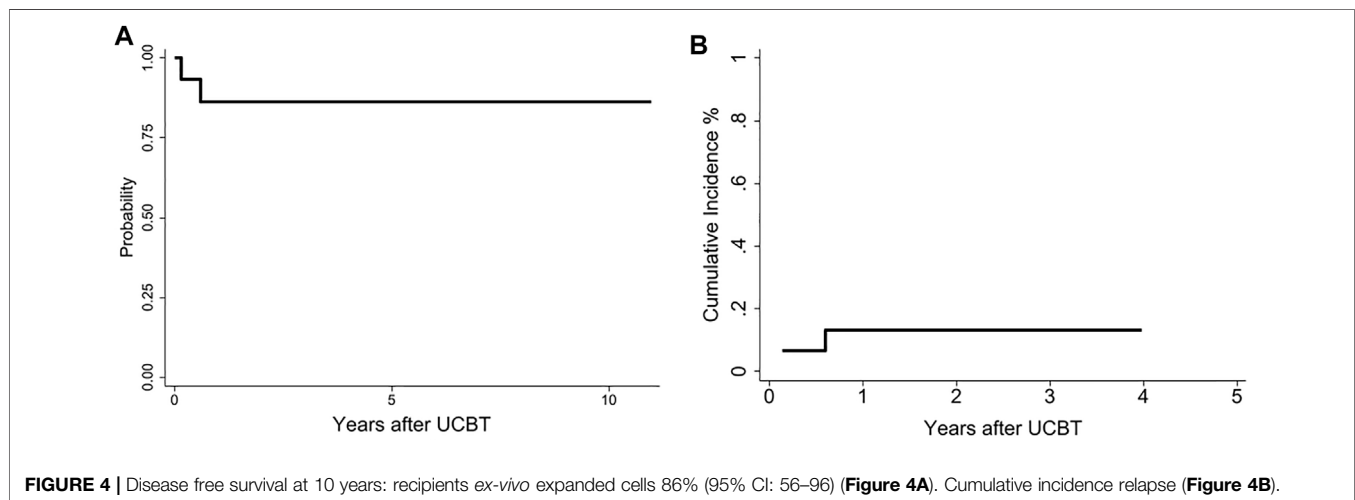 A
1.00
0.75
0.50
0.25
0.00
Probability
0 5 10
Years after UCBT
B
1
.8
.6
.4
.2
0
Cumulative Incidence %
0 1 2 3 4 5
Years after UCBT
FIGURE 4 | Disease free survival at 10 years: recipients ex-vivo expanded cells 86% (95% CI: 56–96) (Figure 4A). Cumulative incidence relapse (Figure 4B).